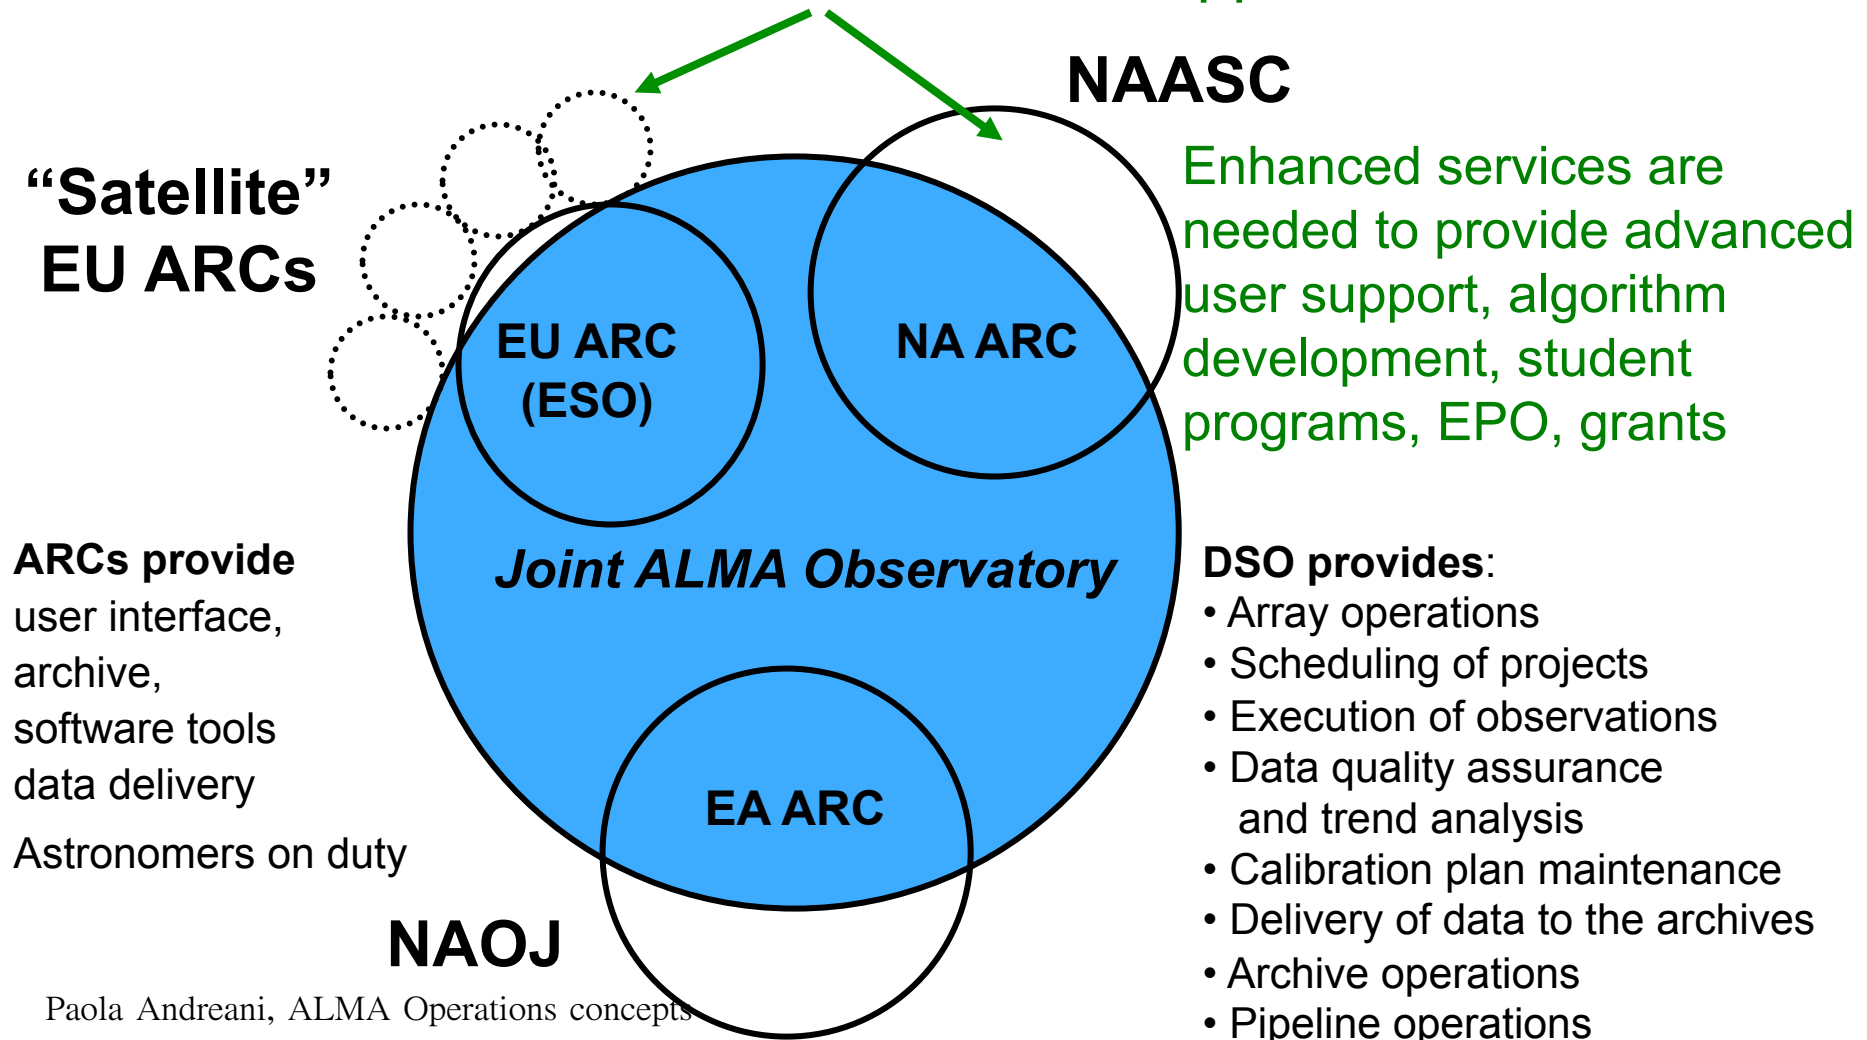 NAASC
"Satellite"
EU ARCs
Enhanced services are
needed to provide advanced
user support, algorithm
development, student
programs, EPO, grants
EU ARC
(ESO)
NA ARC
Joint ALMA Observatory
ARCs provide
user interface,
archive,
software tools
data delivery
Astronomers on duty
EA ARC
NAOJ
DSO provides:
• Array operations
• Scheduling of projects
• Execution of observations
• Data quality assurance
and trend analysis
• Calibration plan maintenance
• Delivery of data to the archives
• Archive operations
• Pipeline operations
Paola Andreani, ALMA Operations concepts